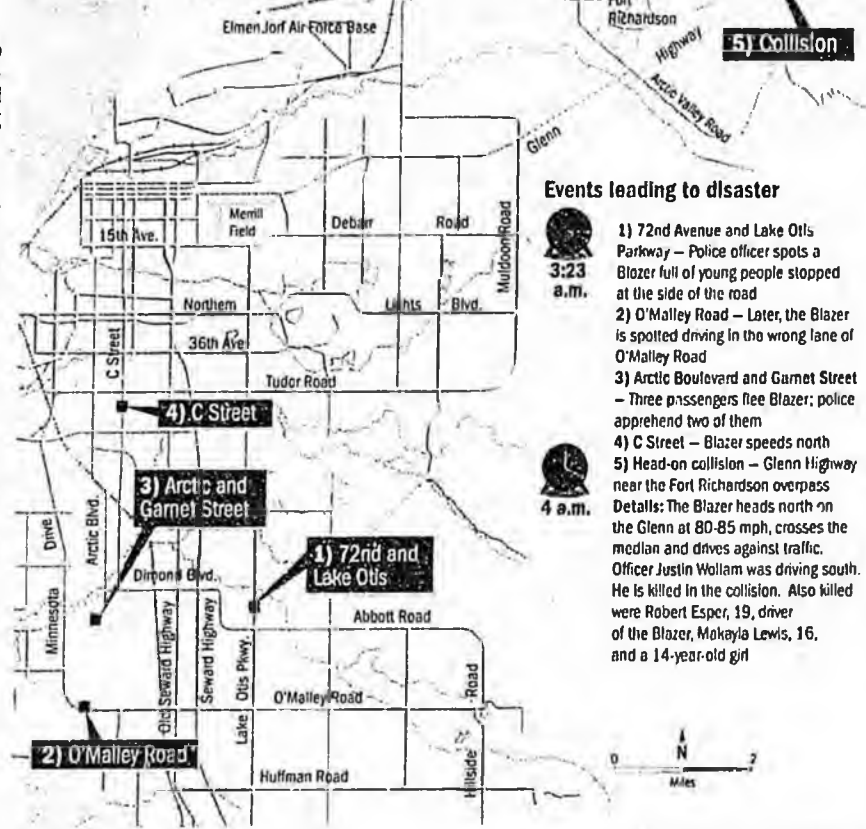 Elmendorf Air Force Base
Fort
Richardson
5) Collision
Highway
Arctic Valley Road
Glenn
Merrill
Field
15th Ave.
Debarr Road
Muldoon Road
Northern Lights Blvd.
36th Ave
C Street
Tudor Road
4) C Street
3) Arctic and
Garnet Street
1) 72nd and
Lake Otis
Drive
Minnesota
Arctic Blvd.
Dimond Blvd.
Abbott Road
Old Seward Highway
Seward Highway
Lake Otis Pkwy.
O'Malley Road
Hillside Road
2) O'Malley Road
Huffman Road
Events leading to disaster
3:23
a.m.
1) 72nd Avenue and Lake Otis
Parkway – Police officer spots a
Blazer full of young people stopped
at the side of the road
2) O'Malley Road – Later, the Blazer
is spotted driving in the wrong lane of
O'Malley Road
3) Arctic Boulevard and Garnet Street
– Three passengers flee Blazer; police
apprehend two of them
4) C Street – Blazer speeds north
4 a.m.
5) Head-on collision – Glenn Highway
near the Fort Richardson overpass
Details: The Blazer heads north on
the Glenn at 80-85 mph, crosses the
median and drives against traffic.
Officer Justin Wollam was driving south.
He is killed in the collision. Also killed
were Robert Esper, 19, driver
of the Blazer, Makayla Lewis, 16,
and a 14-year-old girl
N
0 2
Miles